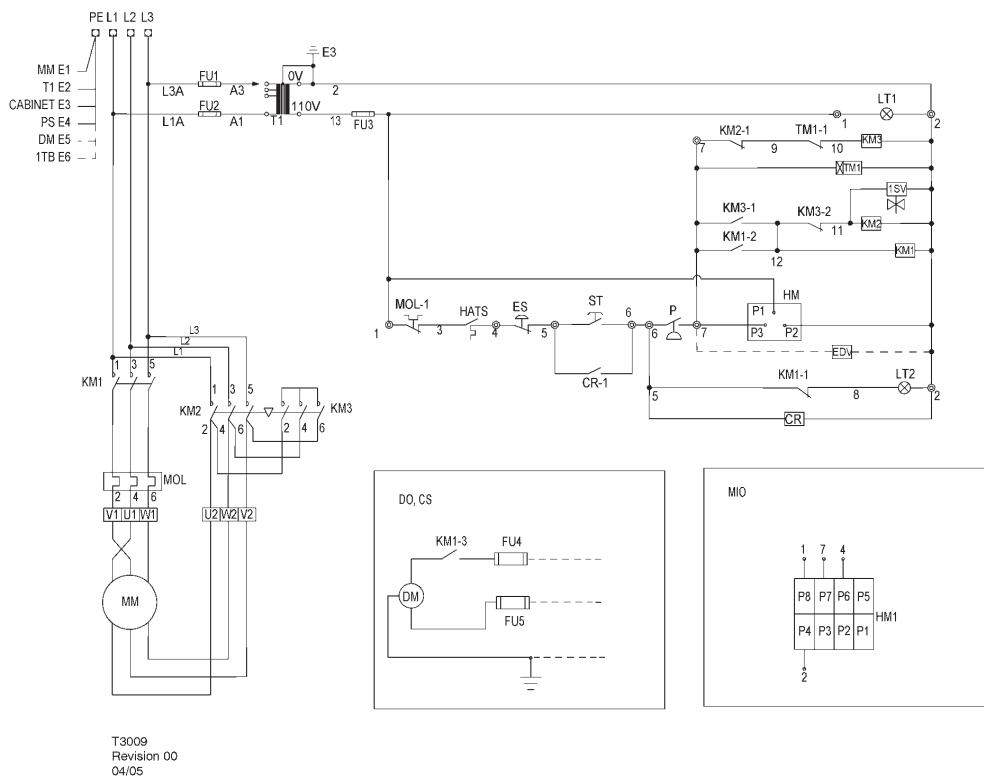 PE L1 L2 L3
MM E1
T1 E2
CABINET E3
PS E4
DM E5
1TB E6
E3
L3A FU1 A3 0V 2
L1A FU2 A1 T1 110V 13 FU3
1 LT1 2
7 KM2-1 9 TM1-1 10 KM3
TM1
1SV
KM3-1 KM3-2 11 KM2
KM1-2 12 KM1
1 MOL-1 3 HATS 4 ES 5 ST 6 6 P 7
P1 HM
P3 P2
CR-1
EDV
5 KM1-1 8 LT2 2
CR
L3
L2
L1
KM1 1 3 5
KM2 1 3 5 KM3
2 4 6 2 4 6
MOL
2 4 6
V1 U1 W1 U2 W2 V2
MM
DO, CS
KM1-3 FU4
DM
FU5
MIO
1 7 4
P8 P7 P6 P5
HM1
P4 P3 P2 P1
2
T3009
Revision 00
04/05